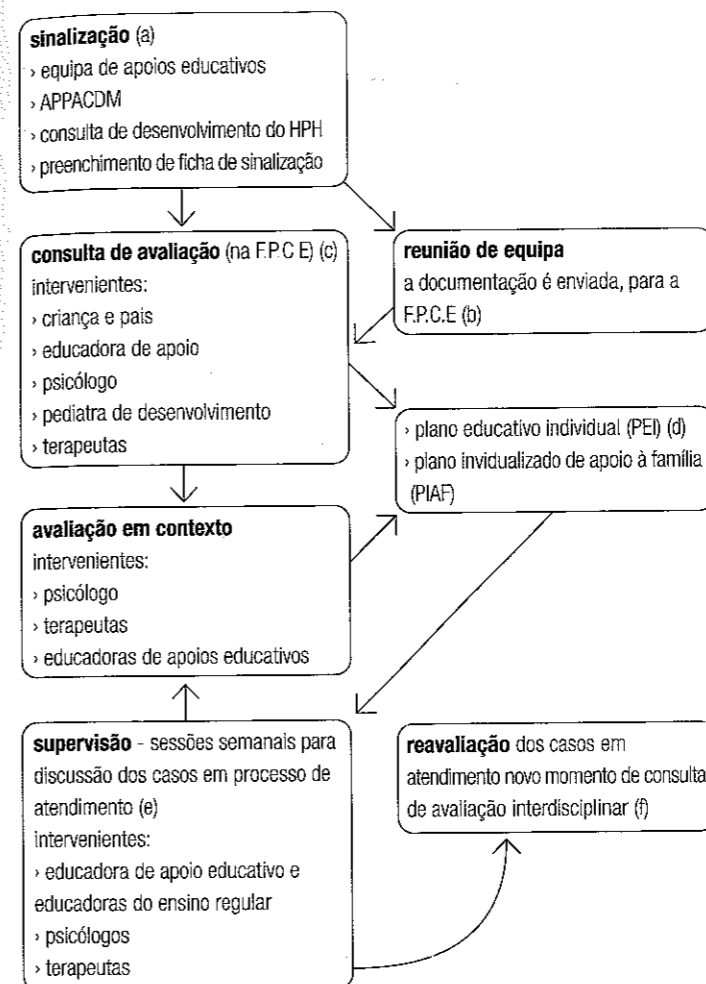 sinalização (a)
› equipa de apoios educativos
› APPACDM
› consulta de desenvolvimento do HPH
› preenchimento de ficha de sinalização
consulta de avaliação (na F.P.C E) (c)
intervenientes:
› criança e pais
› educadora de apoio
› psicólogo
› pediatra de desenvolvimento
› terapeutas
reunião de equipa
a documentação é enviada, para a
F.P.C.E (b)
› plano educativo individual (PEI) (d)
› plano invidualizado de apoio à família
(PIAF)
avaliação em contexto
intervenientes:
› psicólogo
› terapeutas
› educadoras de apoios educativos
supervisão - sessões semanais para
discussão dos casos em processo de
atendimento (e)
intervenientes:
› educadora de apoio educativo e
educadoras do ensino regular
› psicólogos
› terapeutas
reavaliação dos casos em
atendimento novo momento de consulta
de avaliação interdisciplinar (f)